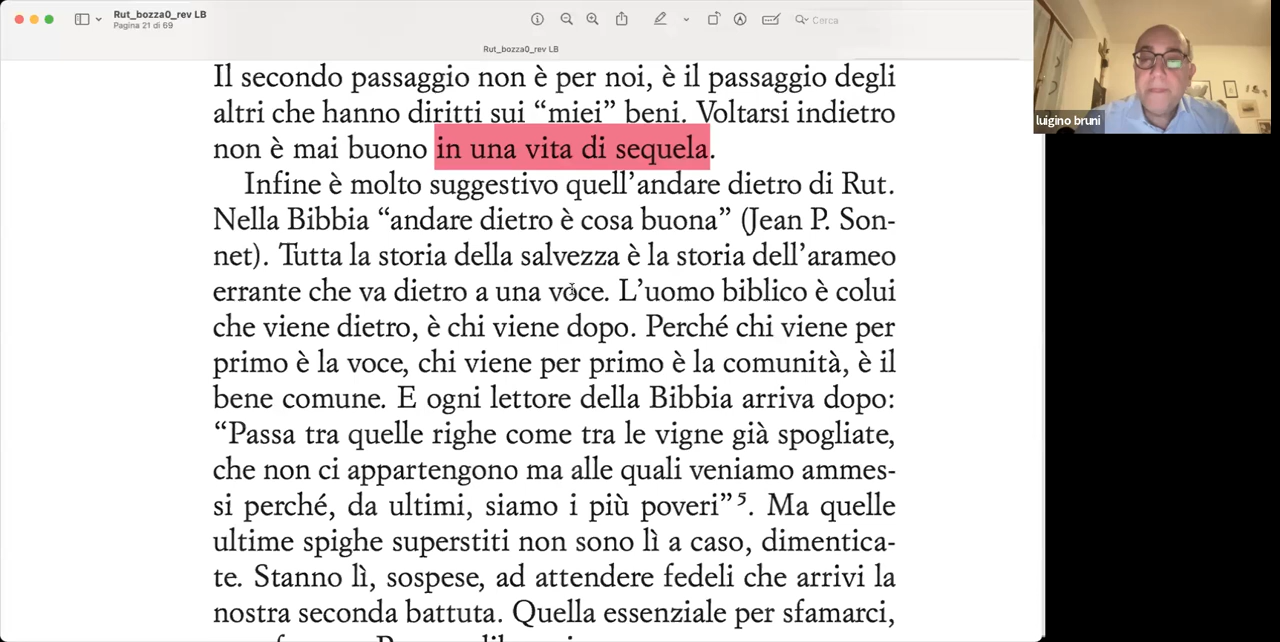 Rut_bozza0_rev LB
Pagina 21 di 69
Cerca
Rut_bozza0_rev LB
luigino bruni
Il secondo passaggio non è per noi, è il passaggio degli
altri che hanno diritti sui “miei” beni. Voltarsi indietro
non è mai buono in una vita di sequela.
Infine è molto suggestivo quell’andare dietro di Rut.
Nella Bibbia “andare dietro è cosa buona” (Jean P. Son-
net). Tutta la storia della salvezza è la storia dell’arameo
errante che va dietro a una voce. L’uomo biblico è colui
che viene dietro, è chi viene dopo. Perché chi viene per
primo è la voce, chi viene per primo è la comunità, è il
bene comune. E ogni lettore della Bibbia arriva dopo:
“Passa tra quelle righe come tra le vigne già spogliate,
che non ci appartengono ma alle quali veniamo ammes-
si perché, da ultimi, siamo i più poveri”⁵. Ma quelle
ultime spighe superstiti non sono lì a caso, dimentica-
te. Stanno lì, sospese, ad attendere fedeli che arrivi la
nostra seconda battuta. Quella essenziale per sfamarci,